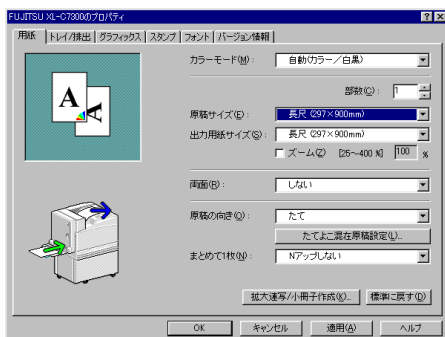 FUJITSU XL-C7300のプロパティ
用紙 トレイ/排出 グラフィックス スタンプ フォント バージョン情報
カラーモード(M): 自動(カラー/白黒)
部数(C): 1
原稿サイズ(E): 長尺 (297×900mm)
出力用紙サイズ(S): 長尺 (297×900mm)
ズーム(Z) [25~400 %] 100 %
両面(B): しない
原稿の向き(O): たて
たてよこ混在原稿設定(L)...
まとめて1枚(N): Nアップしない
拡大連写/小冊子作成(K)... 標準に戻す(D)
OK キャンセル 適用(A) ヘルプ
A
A